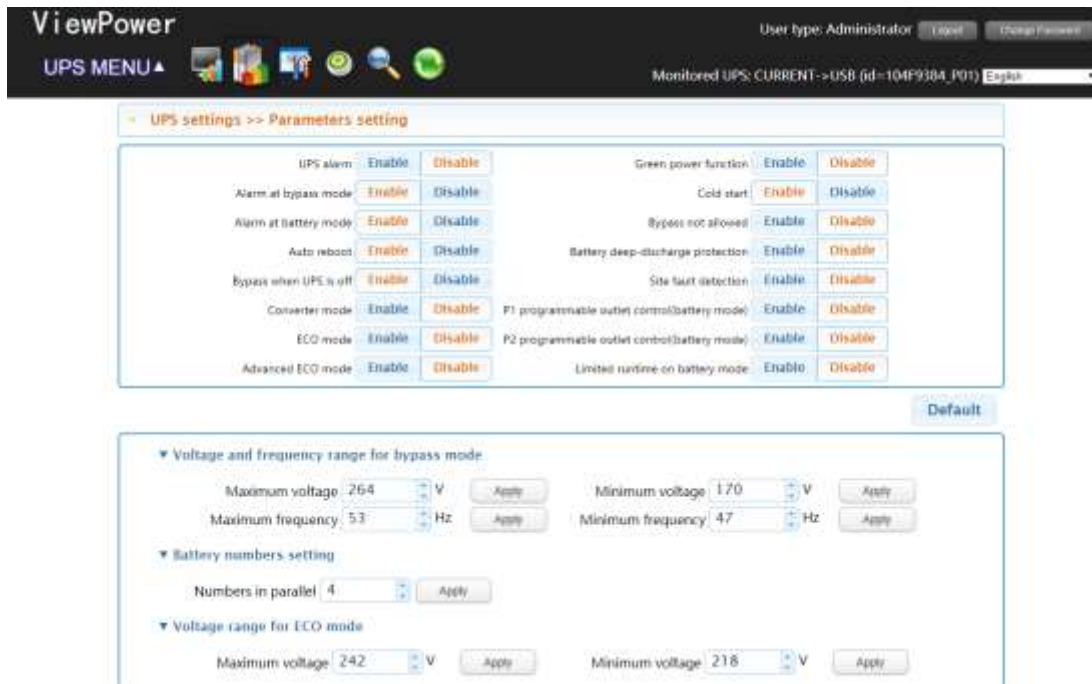 ViewPower
User type: Administrator Logout Change Password
UPS MENU▲
Monitored UPS: CURRENT->USB (id=104F9384_P01) English
UPS settings >> Parameters setting
UPS alarm Enable Disable Green power function Enable Disable
Alarm at bypass mode Enable Disable Cold start Enable Disable
Alarm at battery mode Enable Disable Bypass not allowed Enable Disable
Auto reboot Enable Disable Battery deep-discharge protection Enable Disable
Bypass when UPS is off Enable Disable Site fault detection Enable Disable
Converter mode Enable Disable P1 programmable outlet control(battery mode) Enable Disable
ECO mode Enable Disable P2 programmable outlet control(battery mode) Enable Disable
Advanced ECO mode Enable Disable Limited runtime on battery mode Enable Disable
Default
▼ Voltage and frequency range for bypass mode
Maximum voltage 264 V Apply Minimum voltage 170 V Apply
Maximum frequency 53 Hz Apply Minimum frequency 47 Hz Apply
▼ Battery numbers setting
Numbers in parallel 4 Apply
▼ Voltage range for ECO mode
Maximum voltage 242 V Apply Minimum voltage 218 V Apply